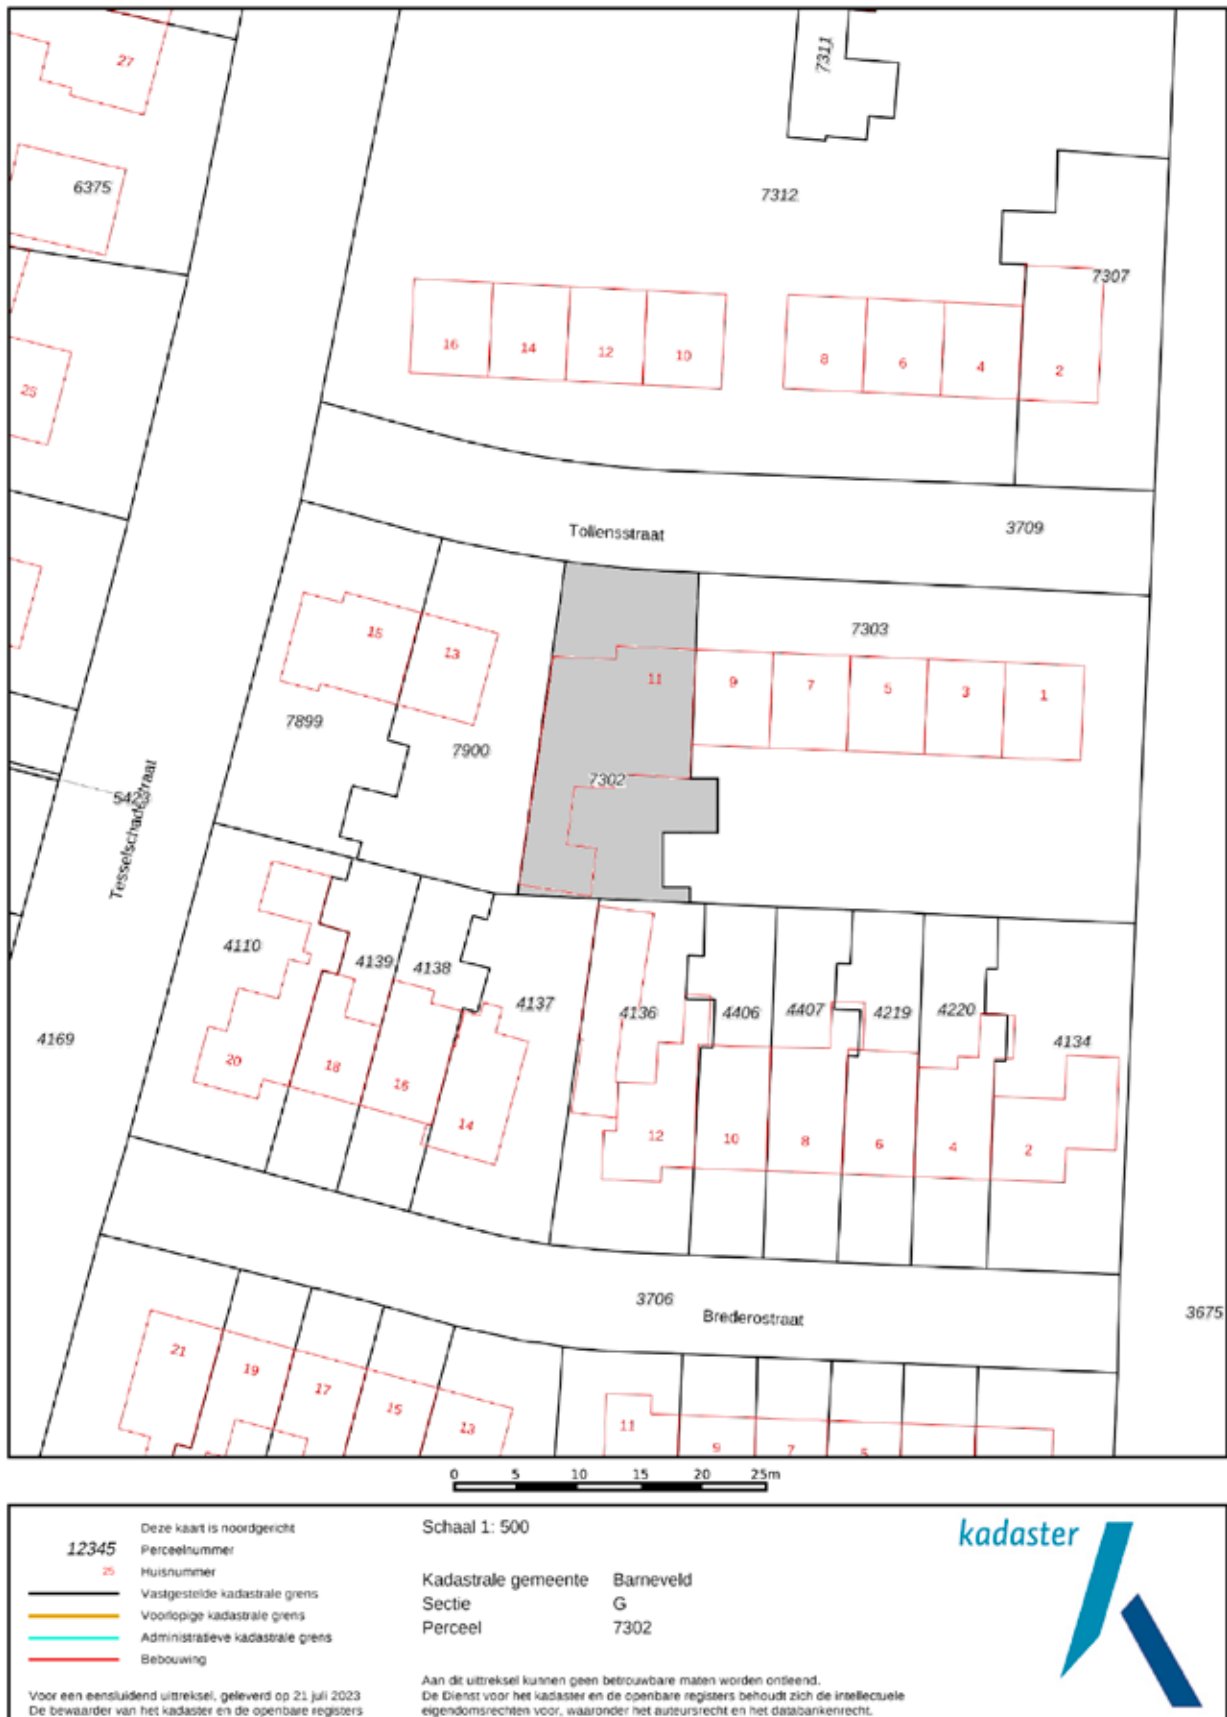 27
7311
6375
7312
7307
16 14 12 10 8 6 4 2
25
Tollensstraat
3709
7303
15 13 11 9 7 5 3 1
7899
7900
7302
5423
Tesselschadestraat
4110 4139 4138 4137 4136 4406 4407 4219 4220 4134
4169
20 18 16 14 12 10 8 6 4 2
3706
Brederostraat
3675
21 19 17 15 13 11 9 7 5
0 5 10 15 20 25m
Deze kaart is noordgericht
12345 Perceelnummer
25 Huisnummer
Vastgestelde kadastrale grens
Voorlopige kadastrale grens
Administratieve kadastrale grens
Bebouwing
Voor een eensluidend uittreksel, geleverd op 21 juli 2023
De bewaarder van het kadaster en de openbare registers
Schaal 1: 500
Kadastrale gemeente Barneveld
Sectie G
Perceel 7302
Aan dit uittreksel kunnen geen betrouwbare maten worden ontleend.
De Dienst voor het kadaster en de openbare registers behoudt zich de intellectuele
eigendomsrechten voor, waaronder het auteursrecht en het databankenrecht.
kadaster